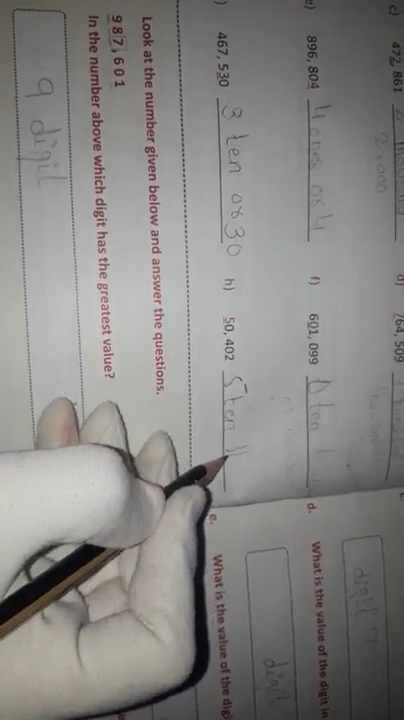 c) 472,861
2,000
d) 764,509
e) 896,804 4 ones or 4
f) 601,099 0 ten
467,530 3 ten or 30
h) 50,402 5 ten
Look at the number given below and answer the questions.
987,601
In the number above which digit has the greatest value?
9 digit
d. What is the value of the digit in
digit 7
e. What is the value of the
digit